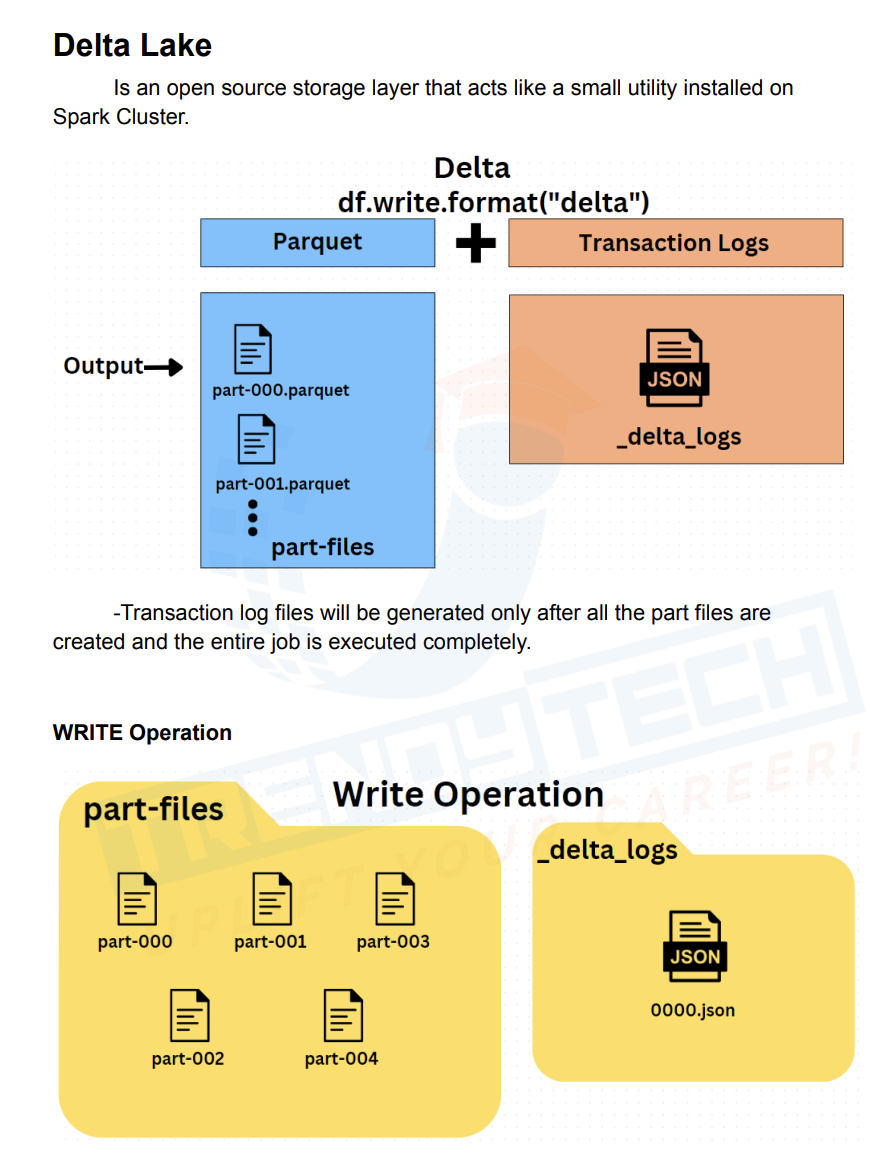 Delta Lake
Is an open source storage layer that acts like a small utility installed on
Spark Cluster.
Delta
df.write.format("delta")
Parquet
Transaction Logs
Output
part-000.parquet
part-001.parquet
part-files
JSON
_delta_logs
-Transaction log files will be generated only after all the part files are
created and the entire job is executed completely.
TRENDYTECH
UPLIFT YOUR CAREER!
WRITE Operation
Write Operation
part-files
part-000
part-001
part-003
part-002
part-004
_delta_logs
JSON
0000.json